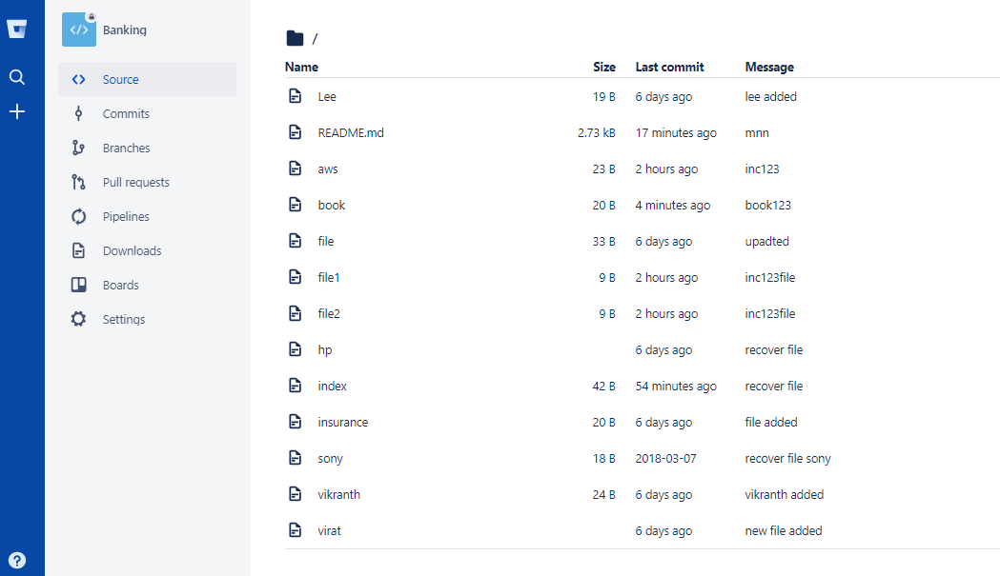 Banking
Source
Commits
Branches
Pull requests
Pipelines
Downloads
Boards
Settings
/
Name Size Last commit Message
Lee 19 B 6 days ago lee added
README.md 2.73 kB 17 minutes ago mnn
aws 23 B 2 hours ago inc123
book 20 B 4 minutes ago book123
file 33 B 6 days ago upadted
file1 9 B 2 hours ago inc123file
file2 9 B 2 hours ago inc123file
hp 6 days ago recover file
index 42 B 54 minutes ago recover file
insurance 20 B 6 days ago file added
sony 18 B 2018-03-07 recover file sony
vikranth 24 B 6 days ago vikranth added
virat 6 days ago new file added